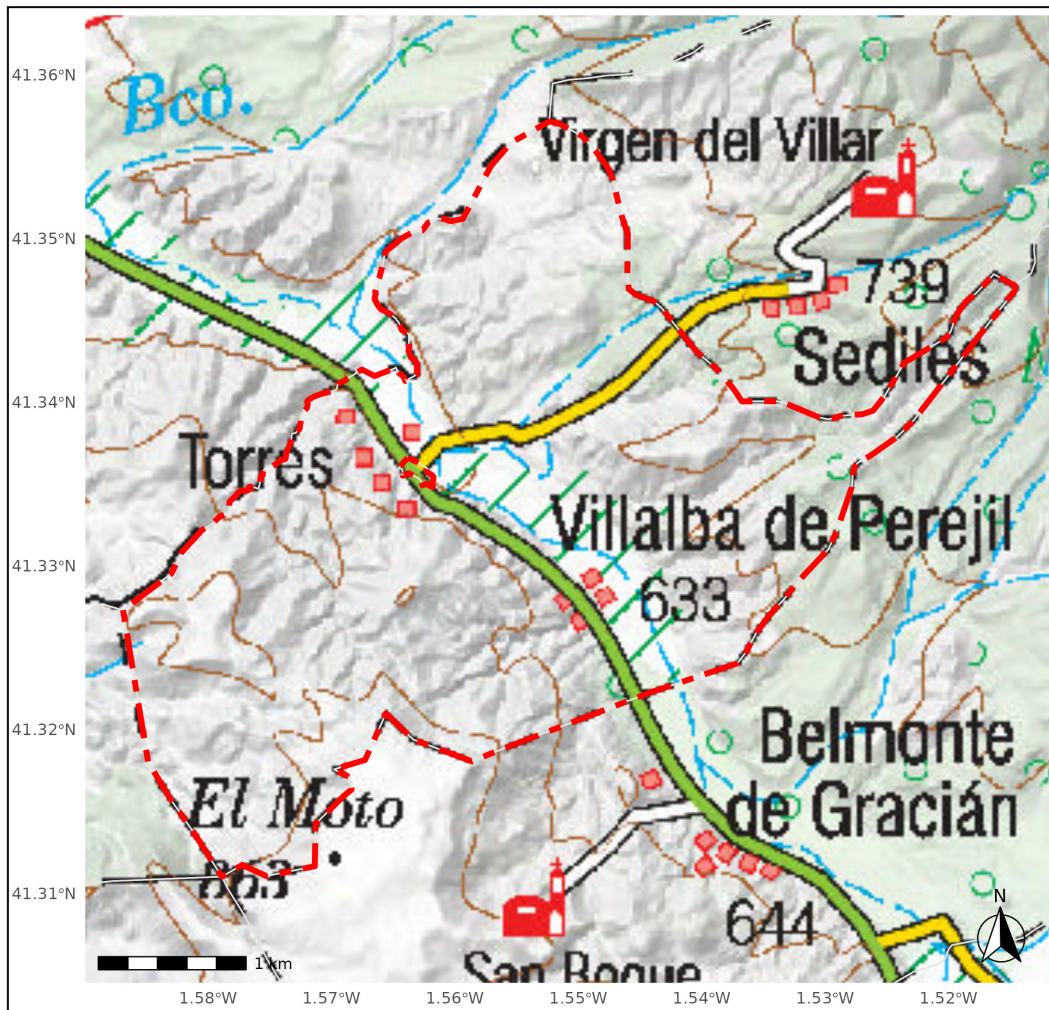 41.36°N
Bco.
Virgen del Villar
41.35°N
739
Sediles
41.34°N
Torres
Villalba de Perejil
41.33°N
633
41.32°N
Belmonte
de Gracián
El Moto
863
41.31°N
644
N
1 km
San Roque
1.58°W 1.57°W 1.56°W 1.55°W 1.54°W 1.53°W 1.52°W